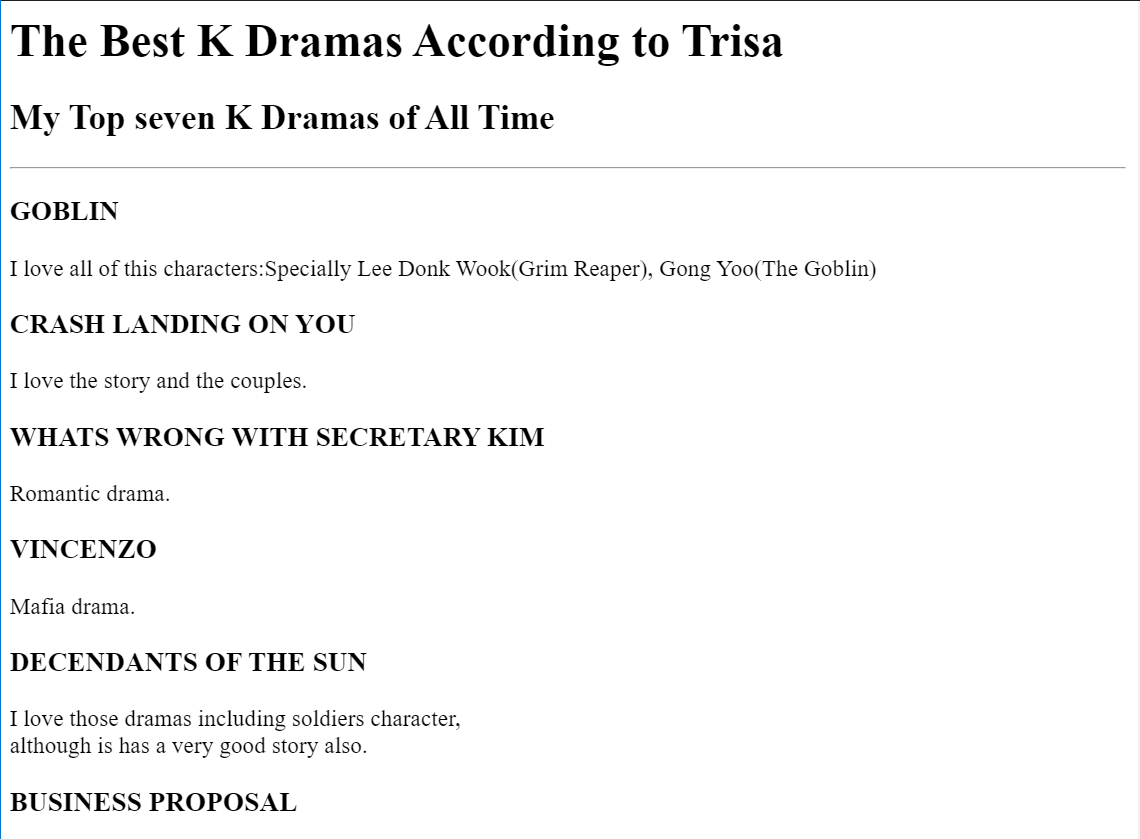 The Best K Dramas According to Trisa
My Top seven K Dramas of All Time
GOBLIN
I love all of this characters:Specially Lee Donk Wook(Grim Reaper), Gong Yoo(The Goblin)
CRASH LANDING ON YOU
I love the story and the couples.
WHATS WRONG WITH SECRETARY KIM
Romantic drama.
VINCENZO
Mafia drama.
DECENDANTS OF THE SUN
I love those dramas including soldiers character,
although is has a very good story also.
BUSINESS PROPOSAL